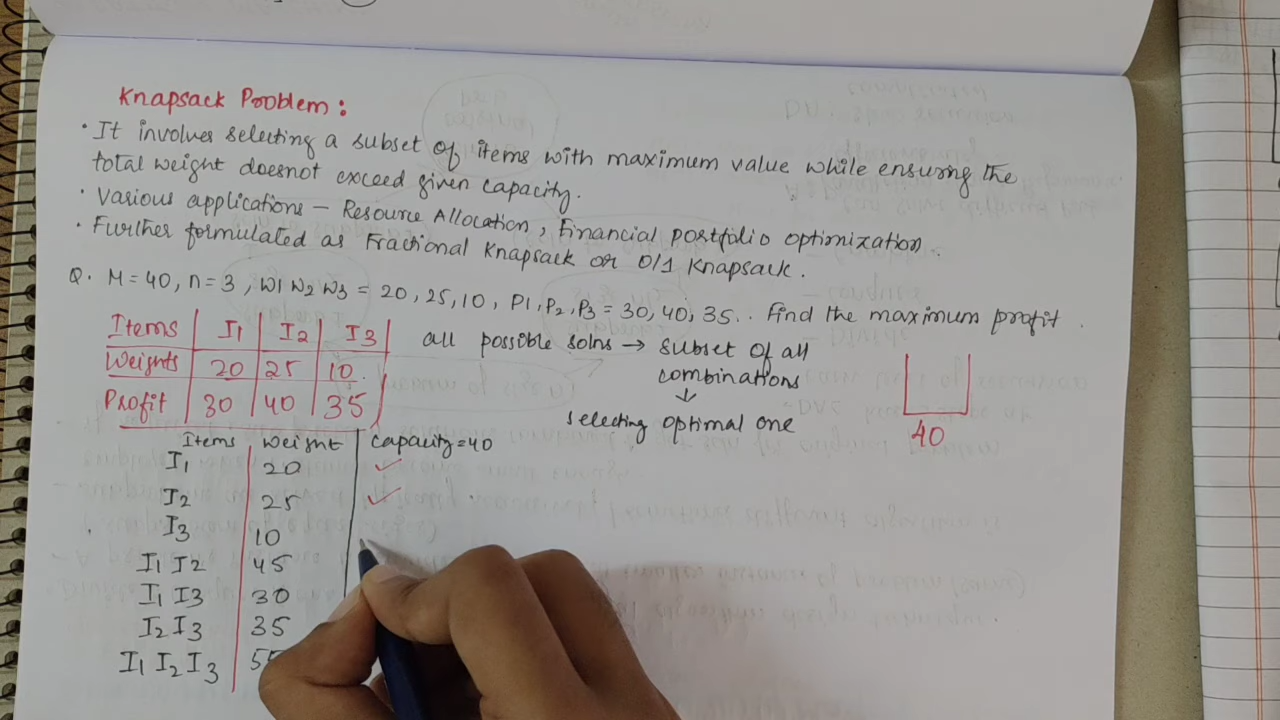 Knapsack Problem:
• It involves selecting a subset of items with maximum value while ensuring the
total weight doesnot exceed given capacity.
• Various applications – Resource Allocation, Financial portfolio optimization.
• Further formulated as Fractional Knapsack or 0/1 Knapsack.
Q. M=40, n=3, W1 W2 W3 = 20, 25, 10, P1, P2, P3 = 30, 40, 35.. Find the maximum profit.
Items I1 I2 I3
Weights 20 25 10
Profit 30 40 35
all possible solns → subset of all
combinations
↓
selecting optimal one
40
Items Weight capacity=40
I1 20 ✓
I2 25 ✓
I3 10
I1 I2 45
I1 I3 30
I2 I3 35
I1 I2 I3